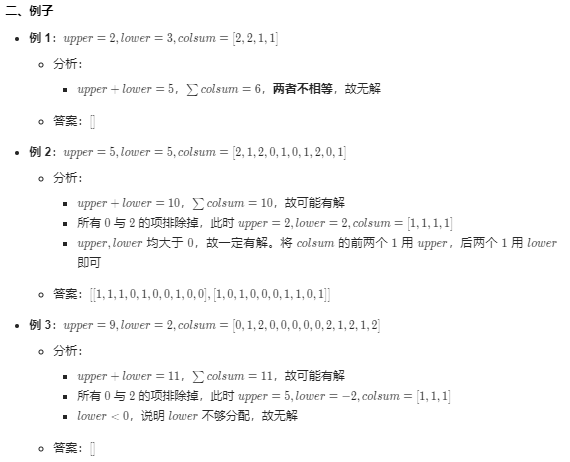 二、例子
• 例 1：upper = 2, lower = 3, colsum = [2, 2, 1, 1]
◦ 分析：
▪ upper + lower = 5，∑ colsum = 6，两者不相等，故无解
◦ 答案：[]
• 例 2：upper = 5, lower = 5, colsum = [2, 1, 2, 0, 1, 0, 1, 2, 0, 1]
◦ 分析：
▪ upper + lower = 10，∑ colsum = 10，故可能有解
▪ 所有 0 与 2 的项排除掉，此时 upper = 2, lower = 2, colsum = [1, 1, 1, 1]
▪ upper, lower 均大于 0，故一定有解。将 colsum 的前两个 1 用 upper，后两个 1 用 lower
即可
◦ 答案：[[1, 1, 1, 0, 1, 0, 0, 1, 0, 0], [1, 0, 1, 0, 0, 0, 1, 1, 0, 1]]
• 例 3：upper = 9, lower = 2, colsum = [0, 1, 2, 0, 0, 0, 0, 0, 2, 1, 2, 1, 2]
◦ 分析：
▪ upper + lower = 11，∑ colsum = 11，故可能有解
▪ 所有 0 与 2 的项排除掉，此时 upper = 5, lower = −2, colsum = [1, 1, 1]
▪ lower < 0，说明 lower 不够分配，故无解
◦ 答案：[]